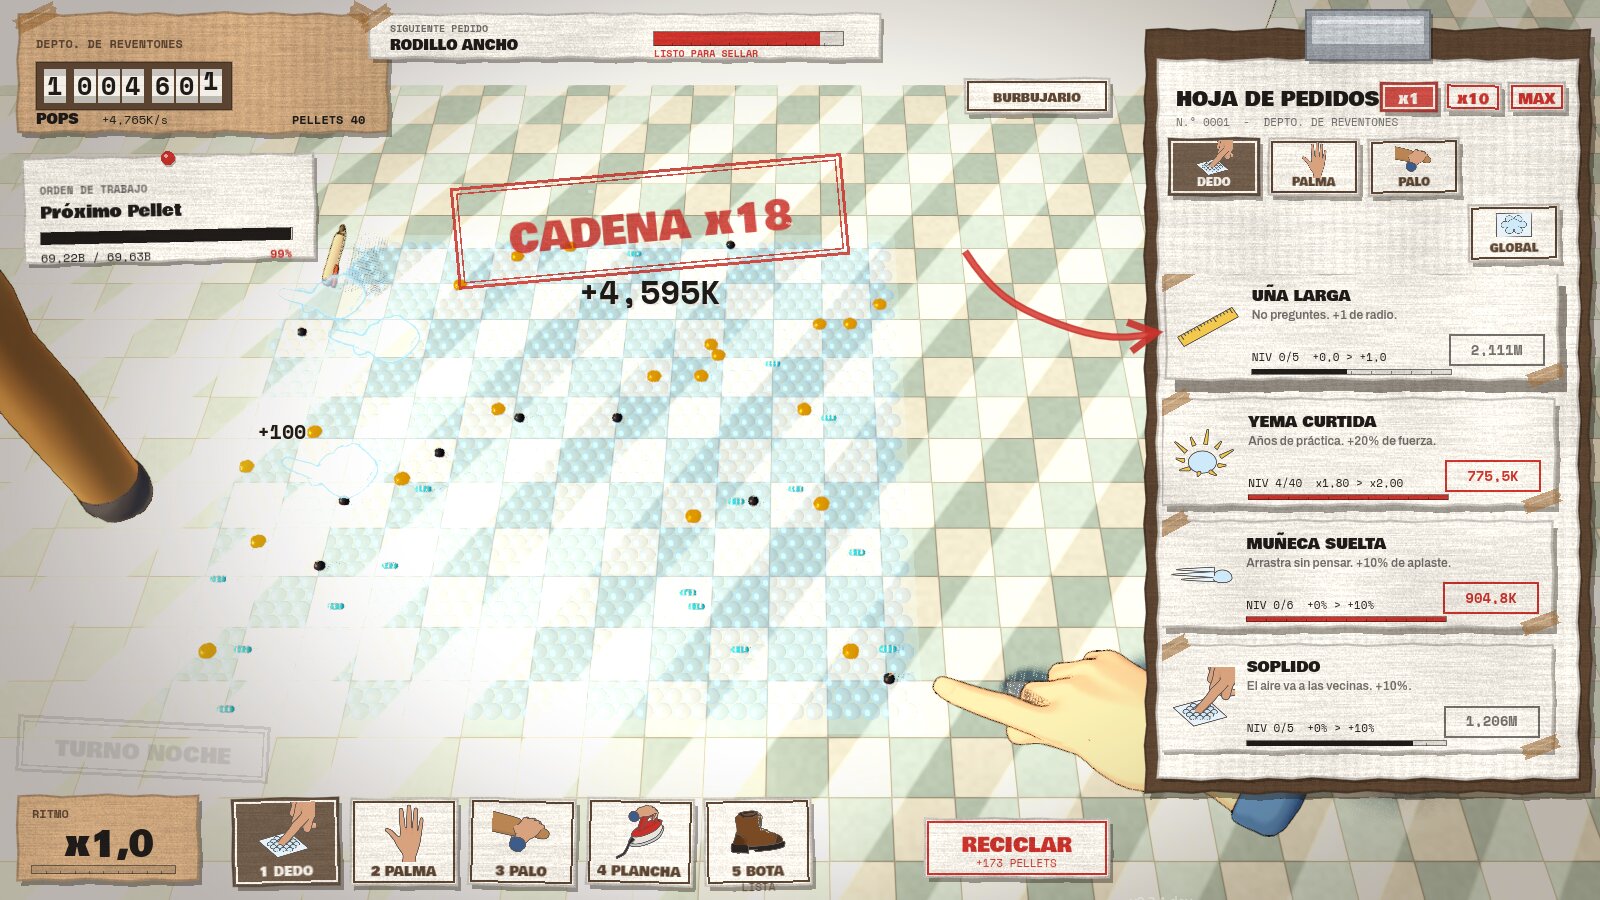 DEPTO. DE REVENTONES
1 004 601
POPS +4,765K/s PELLETS 40
SIGUIENTE PEDIDO
RODILLO ANCHO
LISTO PARA SELLAR
BURBUJARIO
ORDEN DE TRABAJO
Próximo Pellet
69,22B / 69,63B 99%
CADENA x18
+4,595K
+100
TURNO NOCHE
RITMO
x1,0
1 DEDO
2 PALMA
3 PALO
4 PLANCHA
5 BOTA
LISTA
RECICLAR
+173 PELLETS
HOJA DE PEDIDOS x1 x10 MAX
N.° 0001 - DEPTO. DE REVENTONES
DEDO
PALMA
PALO
GLOBAL
UÑA LARGA
No preguntes. +1 de radio.
NIV 0/5 +0,0 > +1,0
2,111M
YEMA CURTIDA
Años de práctica. +20% de fuerza.
NIV 4/40 x1,80 > x2,00
775,5K
MUÑECA SUELTA
Arrastra sin pensar. +10% de aplaste.
NIV 0/6 +0% > +10%
904,8K
SOPLIDO
El aire va a las vecinas. +10%.
NIV 0/5 +0% > +10%
1,206M